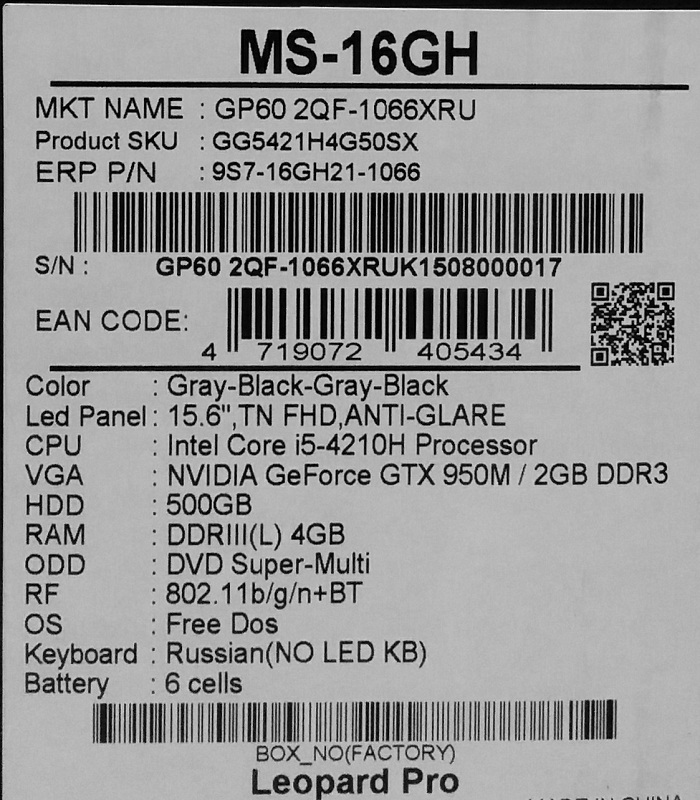 MS-16GH
MKT NAME : GP60 2QF-1066XRU
Product SKU : GG5421H4G50SX
ERP P/N : 9S7-16GH21-1066
S/N : GP60 2QF-1066XRUK1508000017
EAN CODE:
4 719072 405434
Color : Gray-Black-Gray-Black
Led Panel : 15.6",TN FHD,ANTI-GLARE
CPU : Intel Core i5-4210H Processor
VGA : NVIDIA GeForce GTX 950M / 2GB DDR3
HDD : 500GB
RAM : DDRIII(L) 4GB
ODD : DVD Super-Multi
RF : 802.11b/g/n+BT
OS : Free Dos
Keyboard : Russian(NO LED KB)
Battery : 6 cells
BOX_NO(FACTORY)
Leopard Pro
MADE IN CHINA